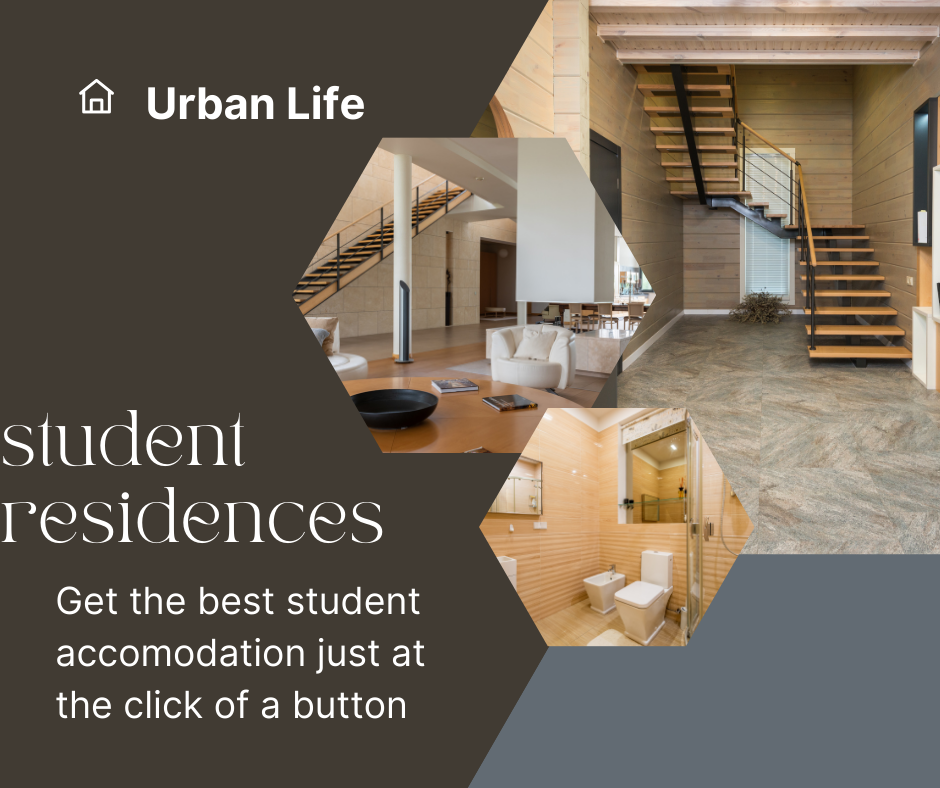 Urban Life
student
residences
Get the best student
accomodation just at
the click of a button